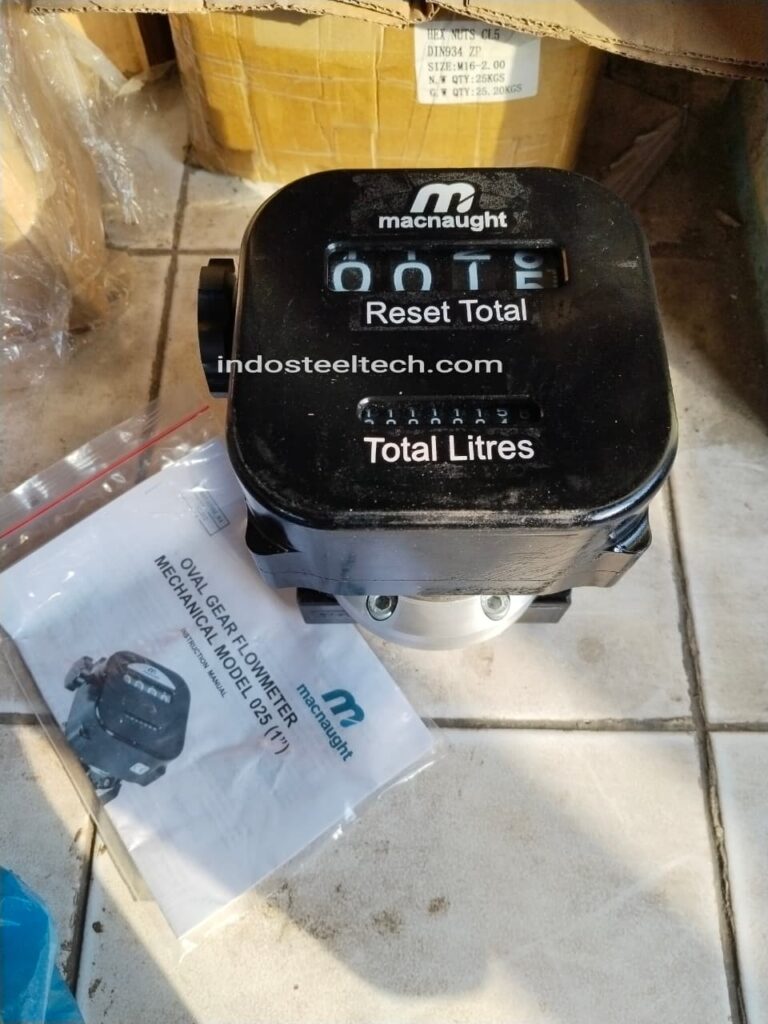 HEX NUTS CL5
DIN934 ZP
SIZE:M16-2.00
N.W QTY:25KGS
G.W QTY:25.20KGS
macnaught
Reset Total
indosteeltech.com
Total Litres
OVAL GEAR FLOWMETER
MECHANICAL MODEL 025 (1")
INSTRUCTION MANUAL
macnaught